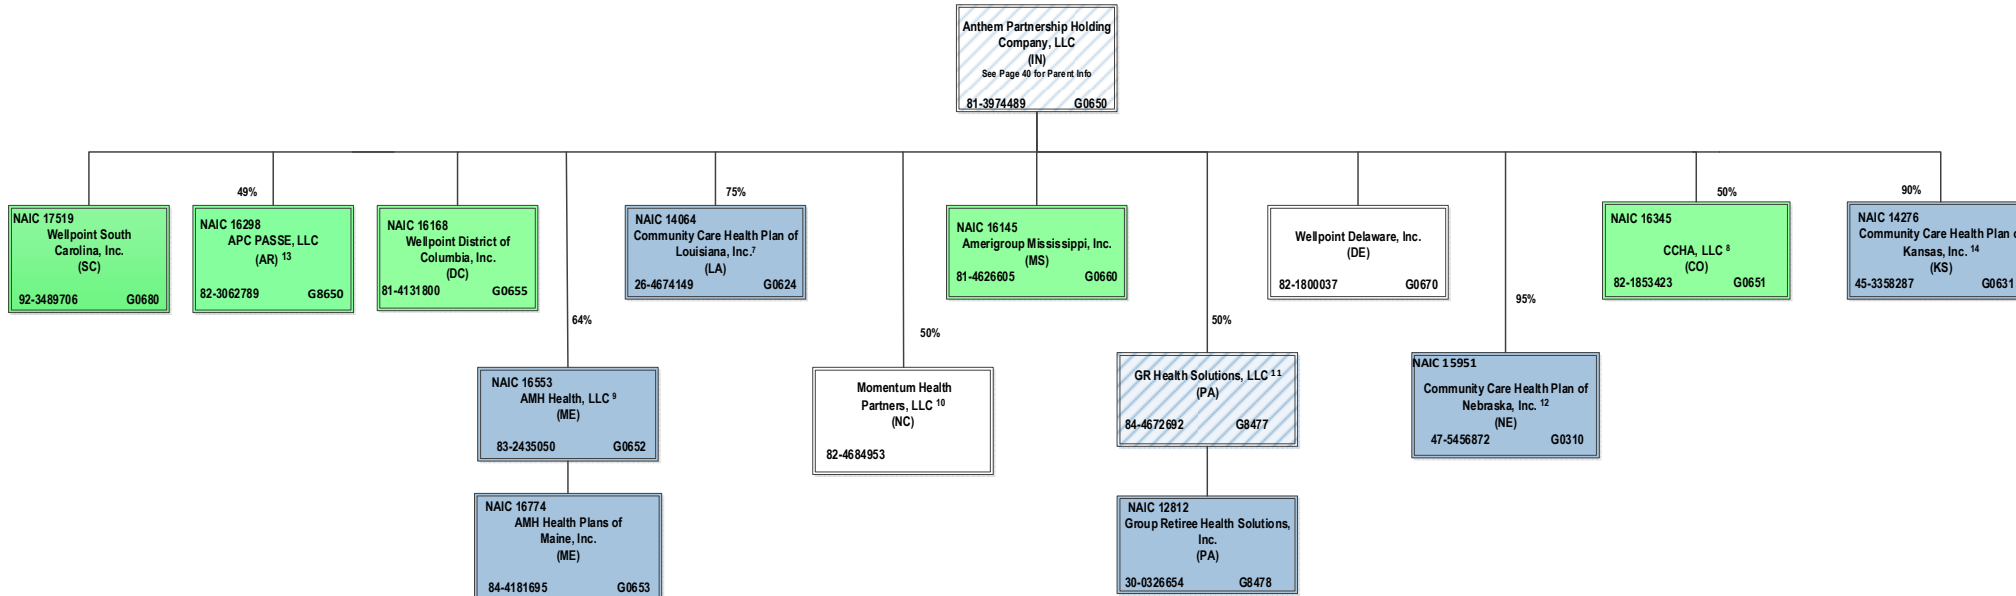 Anthem Partnership Holding
Company, LLC
(IN)
See Page 40 for Parent Info
81-3974489 G0650
NAIC 17519
Wellpoint South
Carolina, Inc.
(SC)
92-3489706 G0680
49%
NAIC 16298
APC PASSE, LLC
(AR) 13
82-3062789 G8650
NAIC 16168
Wellpoint District of
Columbia, Inc.
(DC)
81-4131800 G0655
75%
NAIC 14064
Community Care Health Plan of
Louisiana, Inc.7
(LA)
26-4674149 G0624
NAIC 16145
Amerigroup Mississippi, Inc.
(MS)
81-4626605 G0660
Wellpoint Delaware, Inc.
(DE)
82-1800037 G0670
50%
NAIC 16345
CCHA, LLC 8
(CO)
82-1853423 G0651
90%
NAIC 14276
Community Care Health Plan
Kansas, Inc. 14
(KS)
45-3358287 G0631
64%
NAIC 16553
AMH Health, LLC 9
(ME)
83-2435050 G0652
50%
Momentum Health
Partners, LLC 10
(NC)
82-4684953
50%
GR Health Solutions, LLC 11
(PA)
84-4672692 G8477
95%
NAIC 15951
Community Care Health Plan of
Nebraska, Inc. 12
(NE)
47-5456872 G0310
NAIC 16774
AMH Health Plans of
Maine, Inc.
(ME)
84-4181695 G0653
NAIC 12812
Group Retiree Health Solutions,
Inc.
(PA)
30-0326654 G8478